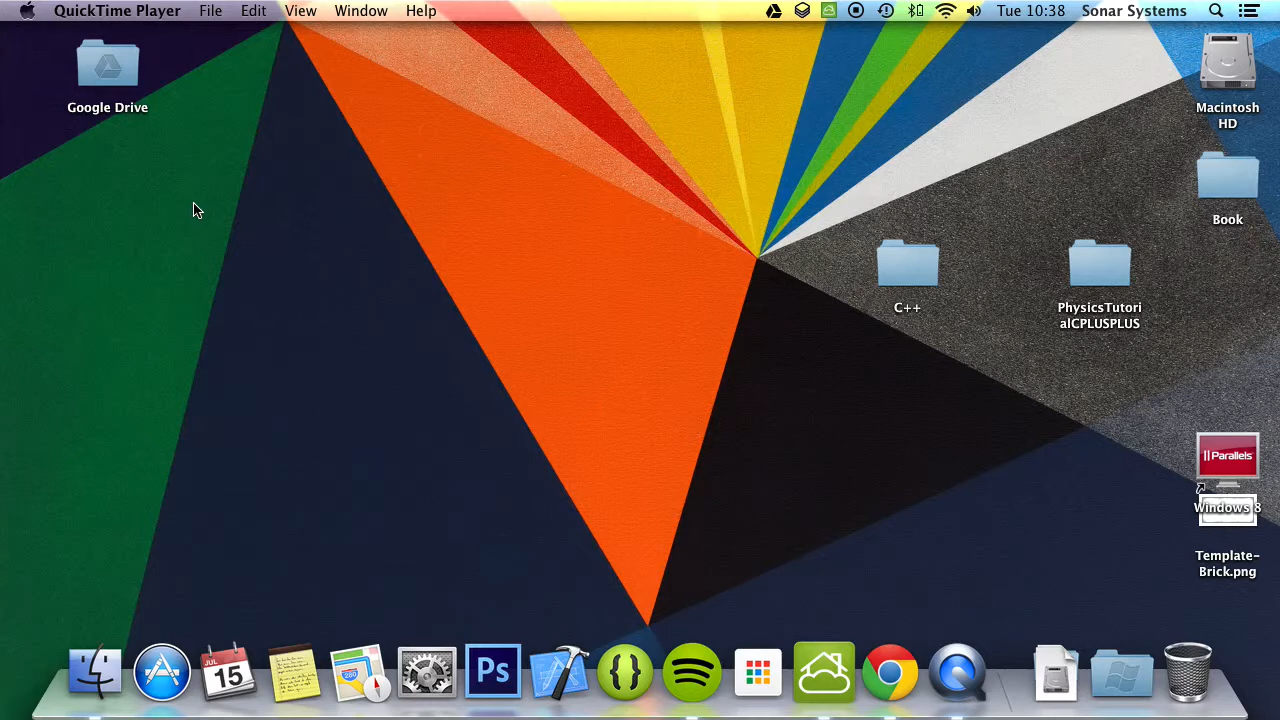 QuickTime Player File Edit View Window Help Tue 10:38 Sonar Systems
Google Drive
Macintosh
HD
Book
C++
PhysicsTutori
alCPLUSPLUS
Parallels
Windows 8
Template-
Brick.png
JUL
15
280
Ps
{}